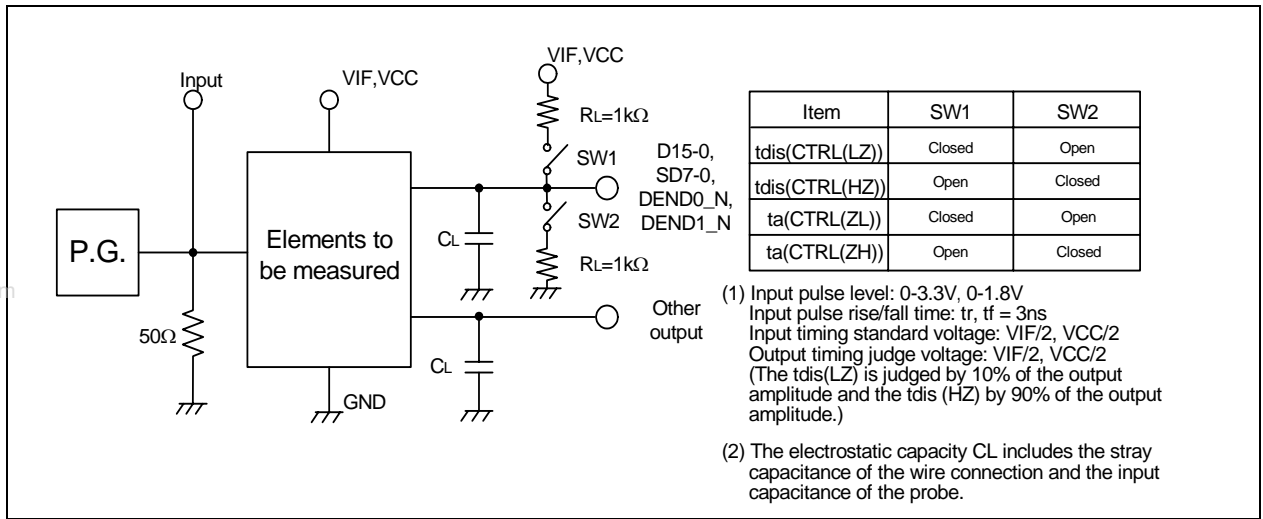 Input
VIF,VCC
VIF,VCC
RL=1kΩ
SW1
D15-0,
SD7-0,
DEND0_N,
DEND1_N
SW2
RL=1kΩ
CL
P.G.
Elements to
be measured
50Ω
GND
CL
Other
output
Item SW1 SW2
tdis(CTRL(LZ)) Closed Open
tdis(CTRL(HZ)) Open Closed
ta(CTRL(ZL)) Closed Open
ta(CTRL(ZH)) Open Closed
(1) Input pulse level: 0-3.3V, 0-1.8V
Input pulse rise/fall time: tr, tf = 3ns
Input timing standard voltage: VIF/2, VCC/2
Output timing judge voltage: VIF/2, VCC/2
(The tdis(LZ) is judged by 10% of the output
amplitude and the tdis (HZ) by 90% of the output
amplitude.)
(2) The electrostatic capacity CL includes the stray
capacitance of the wire connection and the input
capacitance of the probe.